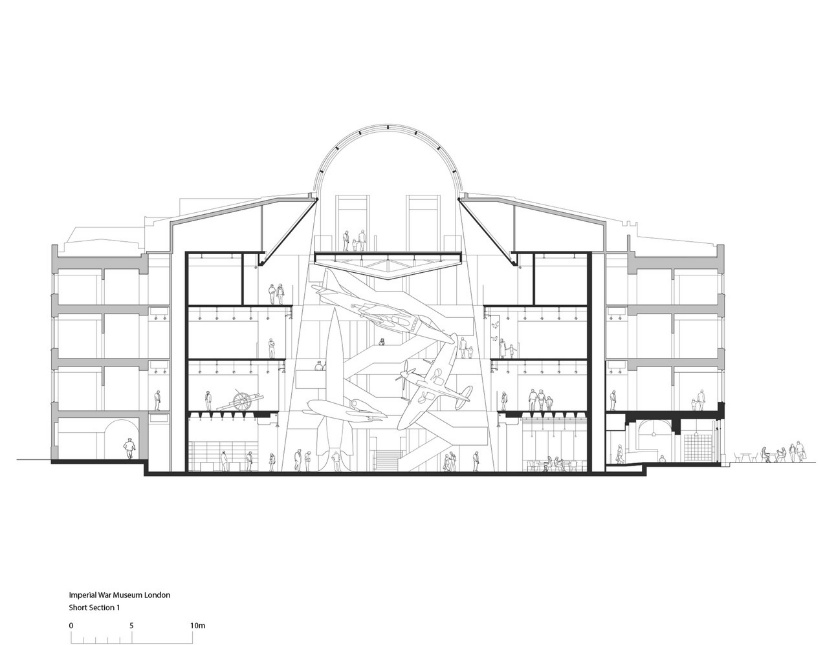 Imperial War Museum London
Short Section 1
0 5 10m